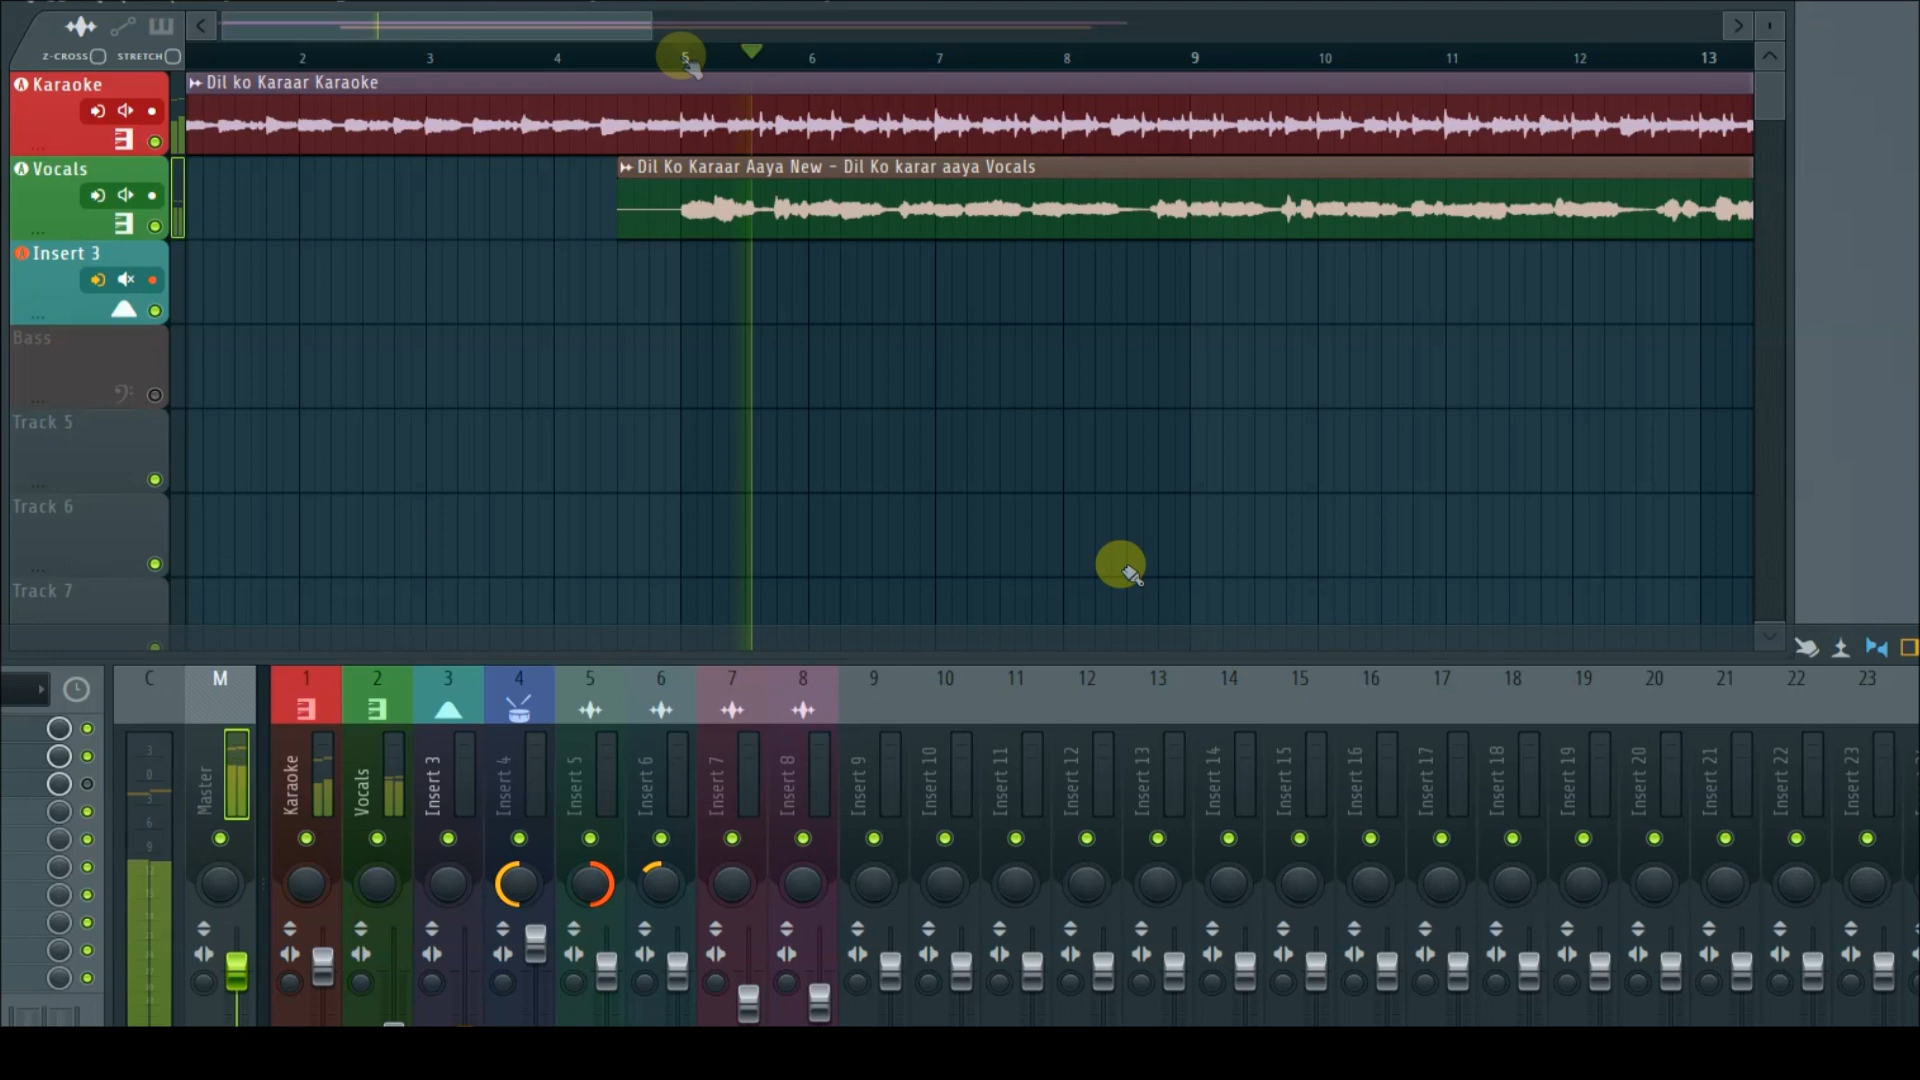 Z-CROSS STRETCH
2 3 4 5 6 7 8 9 10 11 12 13
Karaoke
Dil ko Karaar Karaoke
Vocals
Dil Ko Karaar Aaya New - Dil Ko karar aaya Vocals
Insert 3
Bass
Track 5
Track 6
Track 7
C M 1 2 3 4 5 6 7 8 9 10 11 12 13 14 15 16 17 18 19 20 21 22 23
Master Karaoke Vocals Insert 3 Insert 4 Insert 5 Insert 6 Insert 7 Insert 8 Insert 9 Insert 10 Insert 11 Insert 12 Insert 13 Insert 14 Insert 15 Insert 16 Insert 17 Insert 18 Insert 19 Insert 20 Insert 21 Insert 22 Insert 23
3
0
3
6
9